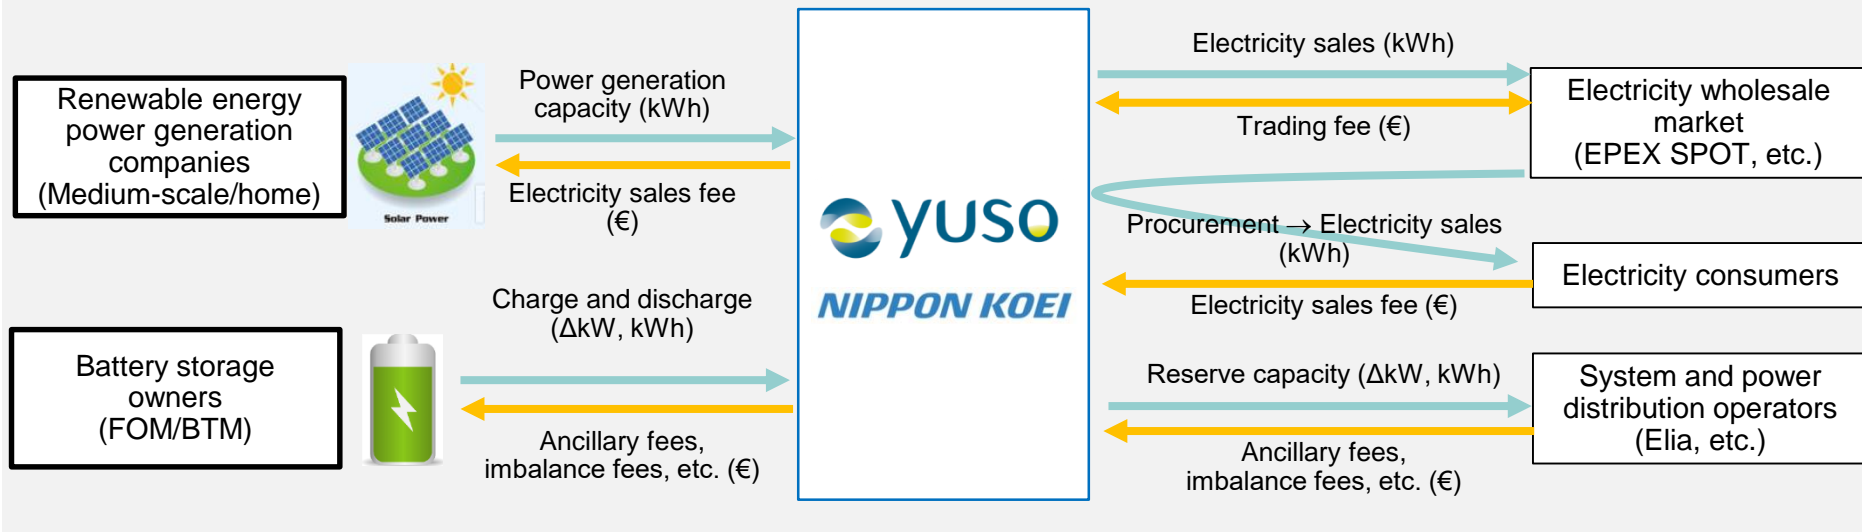 Renewable energy
power generation
companies
(Medium-scale/home)
Solar Power
Power generation
capacity (kWh)
Electricity sales fee
(€)
Battery storage
owners
(FOM/BTM)
Charge and discharge
(ΔkW, kWh)
Ancillary fees,
imbalance fees, etc. (€)
yuso
NIPPON KOEI
Electricity sales (kWh)
Trading fee (€)
Electricity wholesale
market
(EPEX SPOT, etc.)
Procurement → Electricity sales
(kWh)
Electricity sales fee (€)
Electricity consumers
Reserve capacity (ΔkW, kWh)
Ancillary fees,
imbalance fees, etc. (€)
System and power
distribution operators
(Elia, etc.)